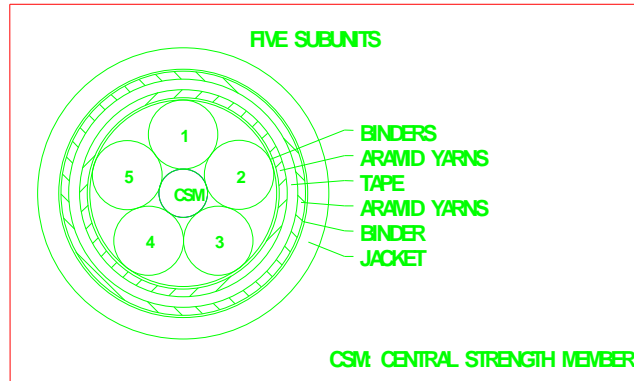 FIVE SUBUNITS
1
5
2
CSM
4
3
BINDERS
ARAMID YARNS
TAPE
ARAMID YARNS
BINDER
JACKET
CSM: CENTRAL STRENGTH MEMBER